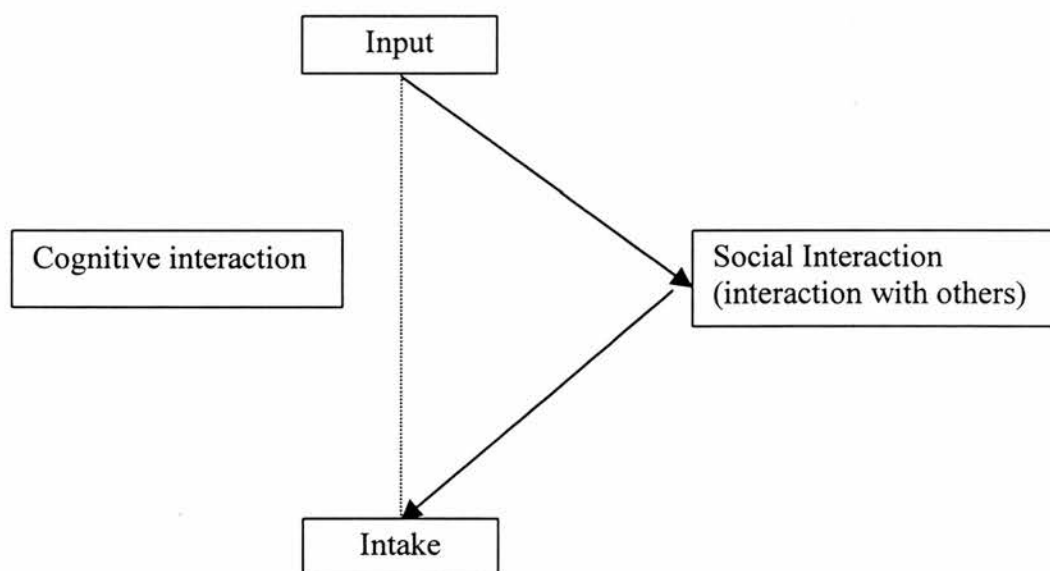 Input
Cognitive interaction
Social Interaction
(interaction with others)
Intake